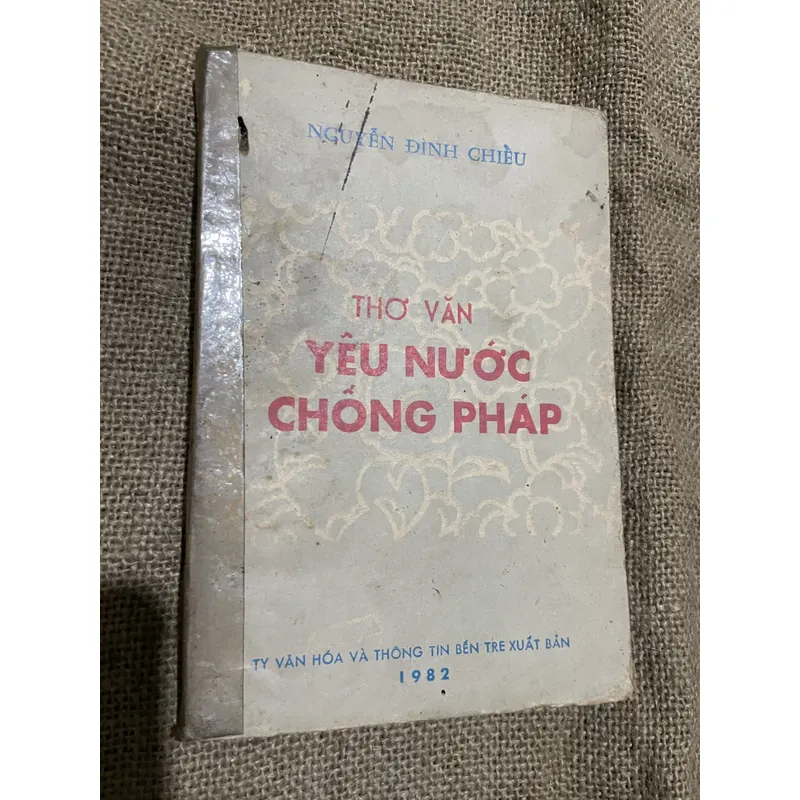 NGUYỄN ĐÌNH CHIỂU
THƠ VĂN
YÊU NƯỚC
CHỐNG PHÁP
TY VĂN HÓA VÀ THÔNG TIN BẾN TRE XUẤT BẢN
1982